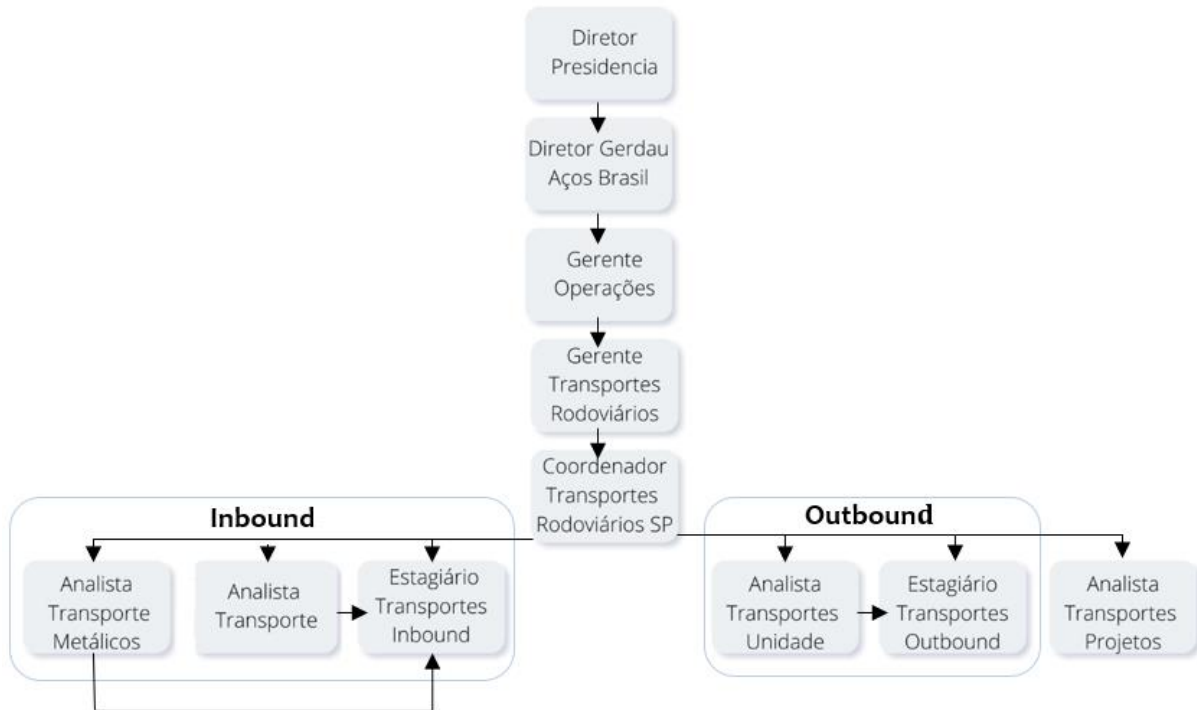 Diretor
Presidencia
Diretor Gerdau
Aços Brasil
Gerente
Operações
Gerente
Transportes
Rodoviários
Coordenador
Transportes
Rodoviários SP
Inbound
Analista
Transporte
Metálicos
Analista
Transporte
Estagiário
Transportes
Inbound
Outbound
Analista
Transportes
Unidade
Estagiário
Transportes
Outbound
Analista
Transportes
Projetos